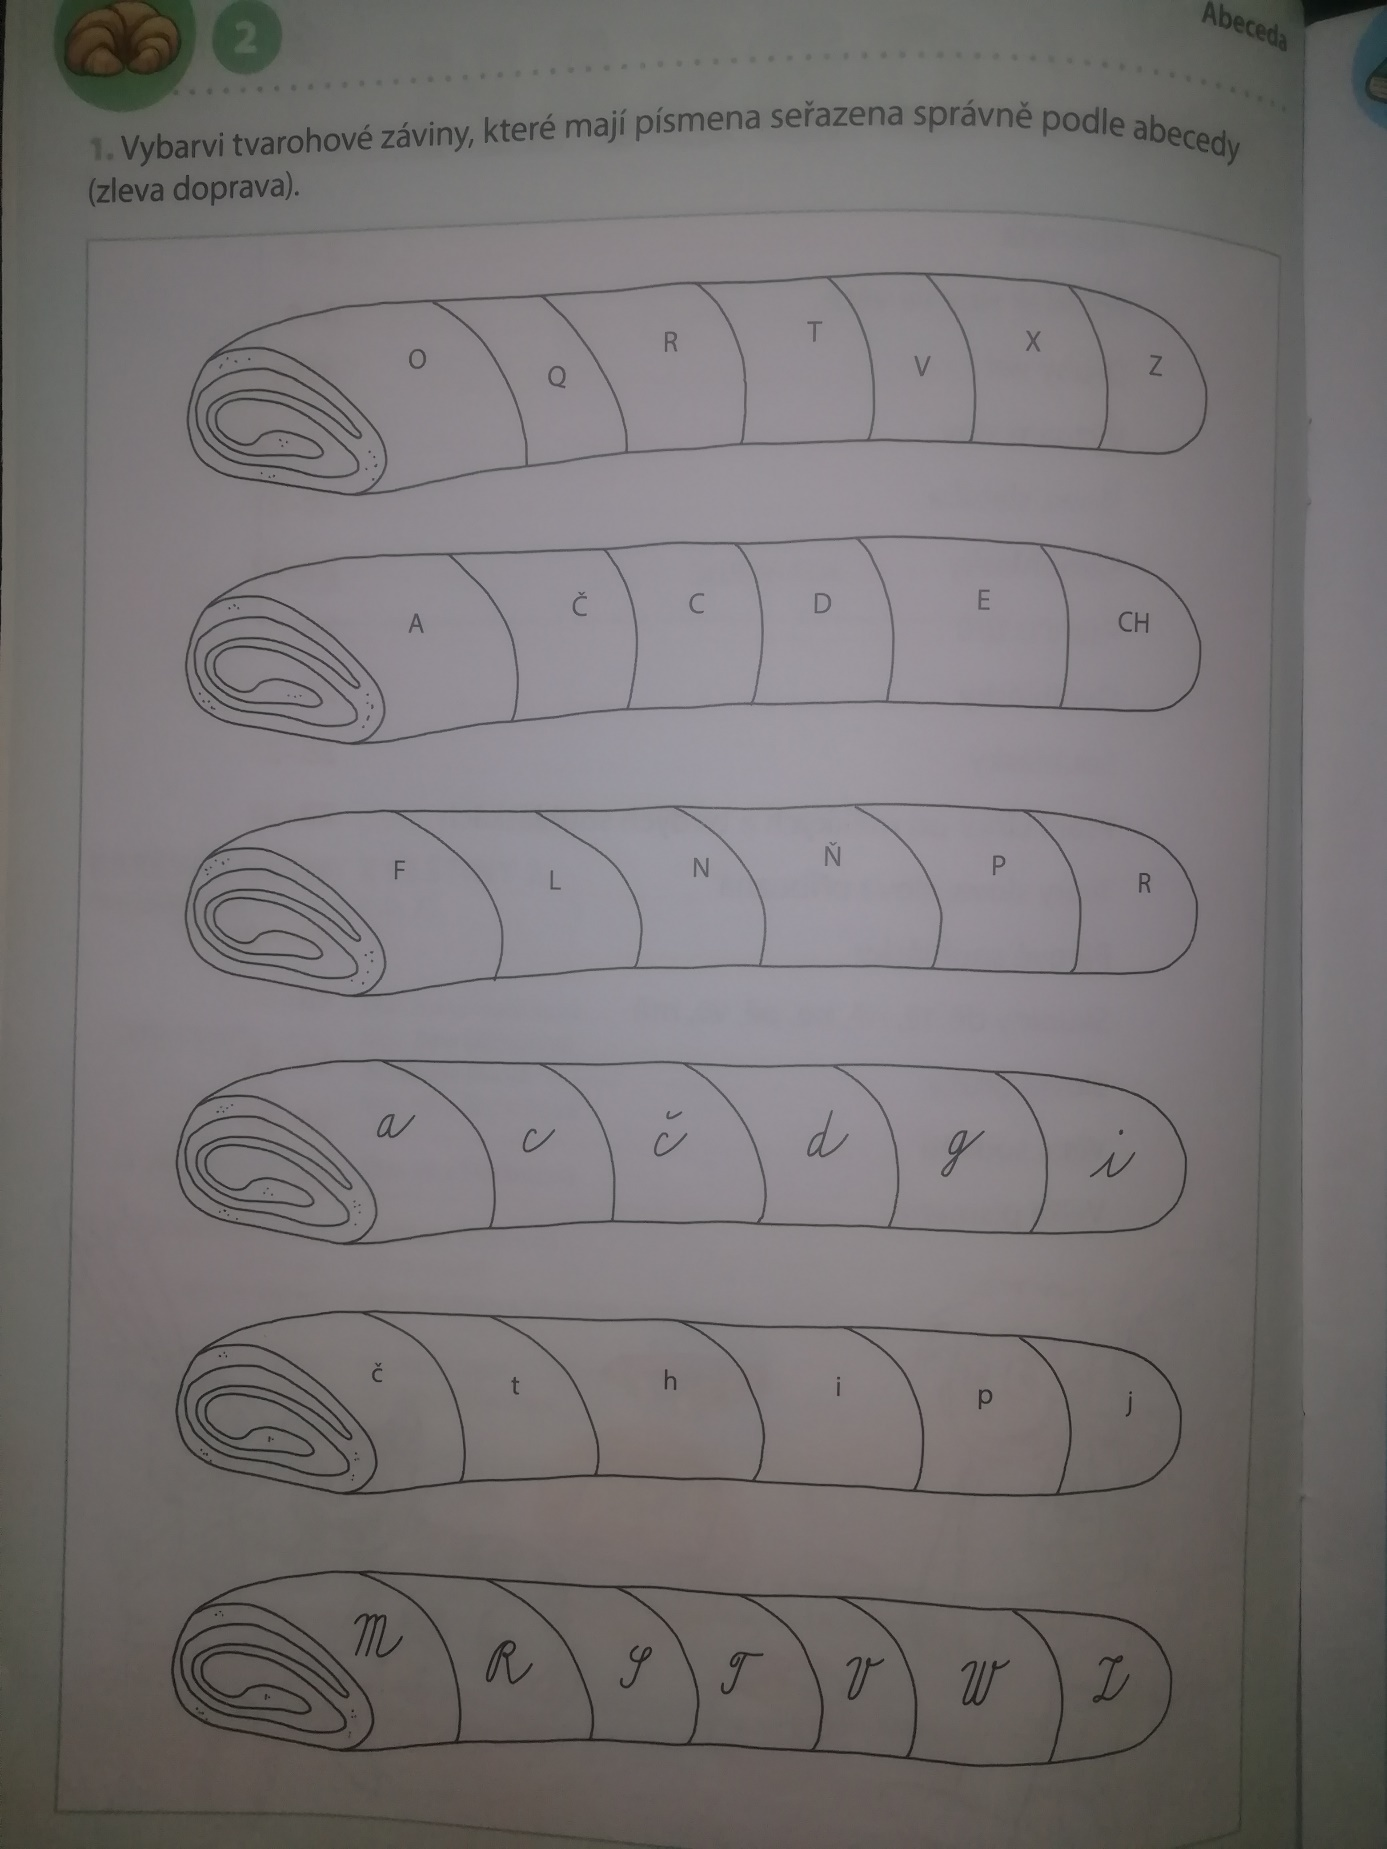 2
Abeceda
1. Vybarvi tvarohové záviny, které mají písmena seřazena správně podle abecedy
(zleva doprava).
O Q R T V X Z
A Č C D E CH
F L N Ň P R
a c č d g i
č t h i p j
M R S T V W Z